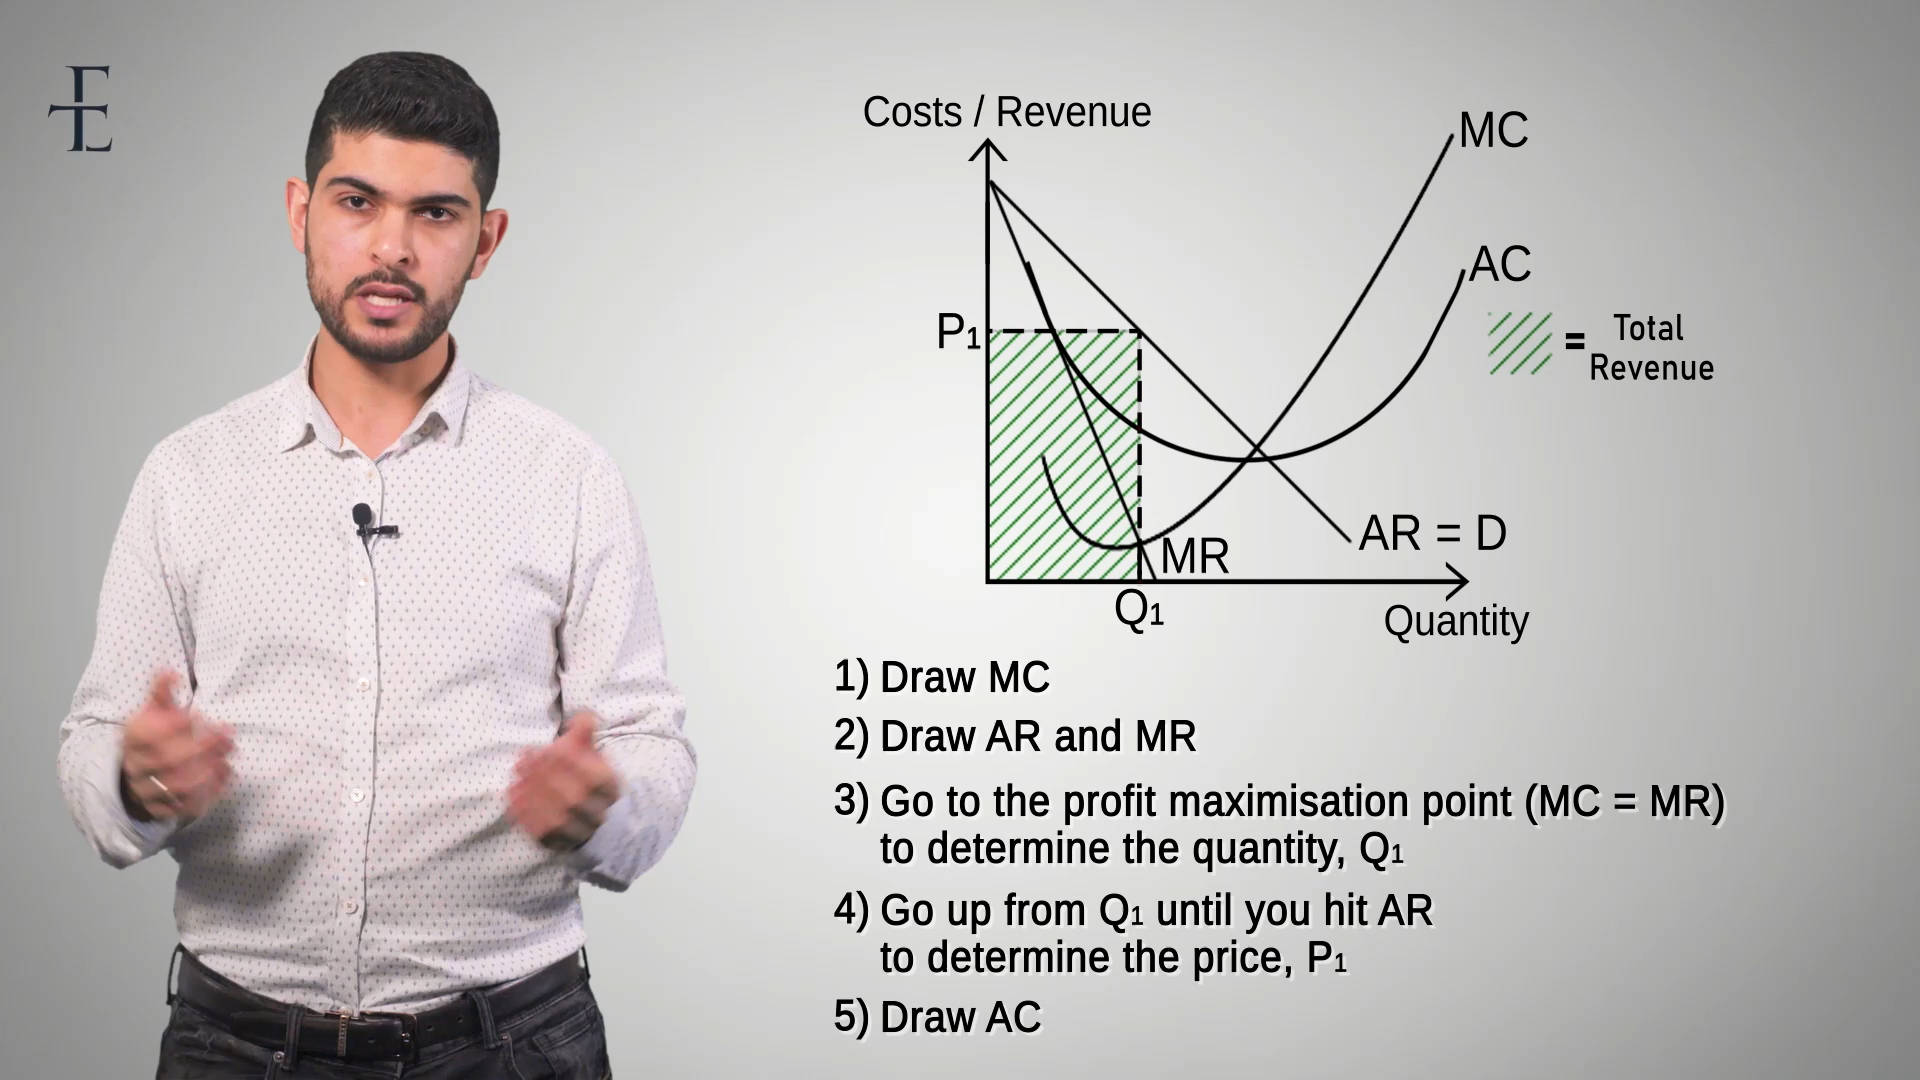 Costs / Revenue
MC
AC
P1
= Total
Revenue
AR = D
MR
Q1
Quantity
1) Draw MC
2) Draw AR and MR
3) Go to the profit maximisation point (MC = MR)
to determine the quantity, Q1
4) Go up from Q1 until you hit AR
to determine the price, P1
5) Draw AC